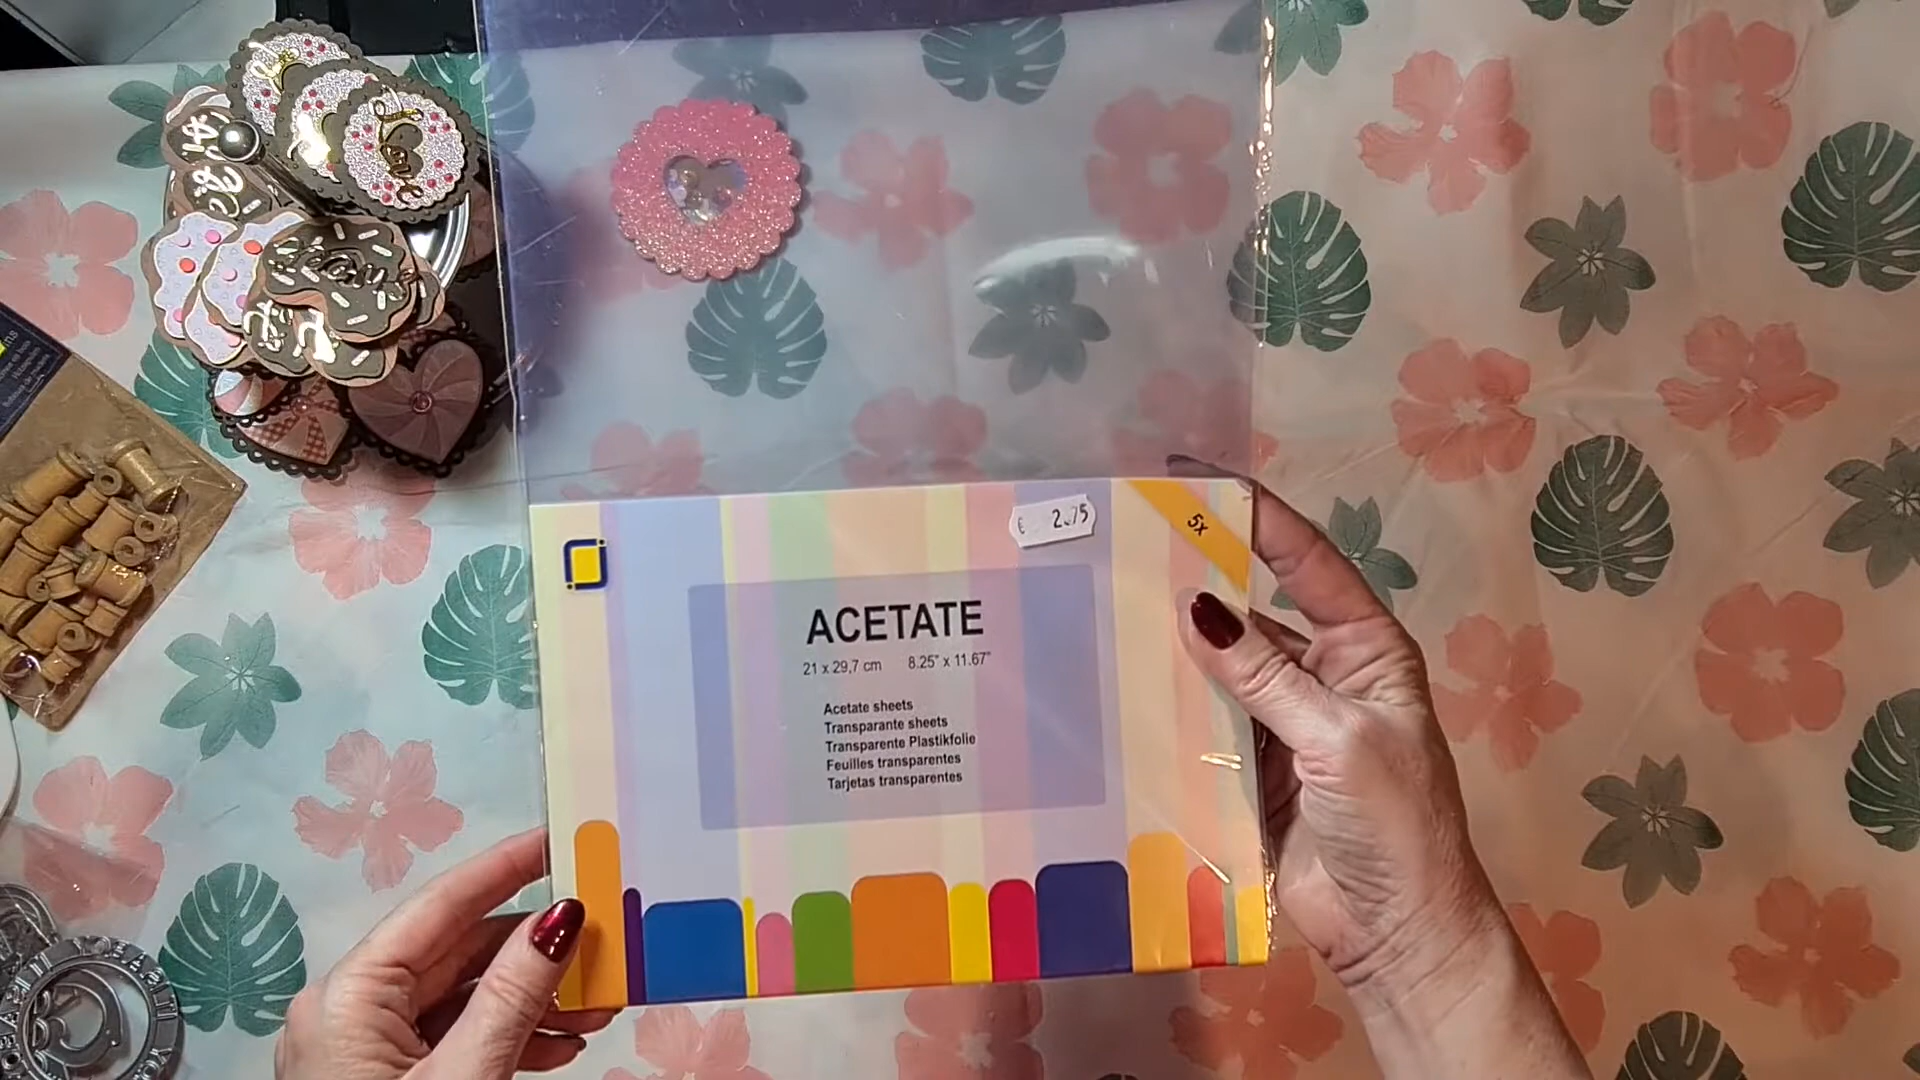 Love
€ 2.75
5x
ACETATE
21 x 29,7 cm 8.25" x 11.67"
Acetate sheets
Transparante sheets
Transparente Plastikfolie
Feuilles transparentes
Tarjetas transparentes